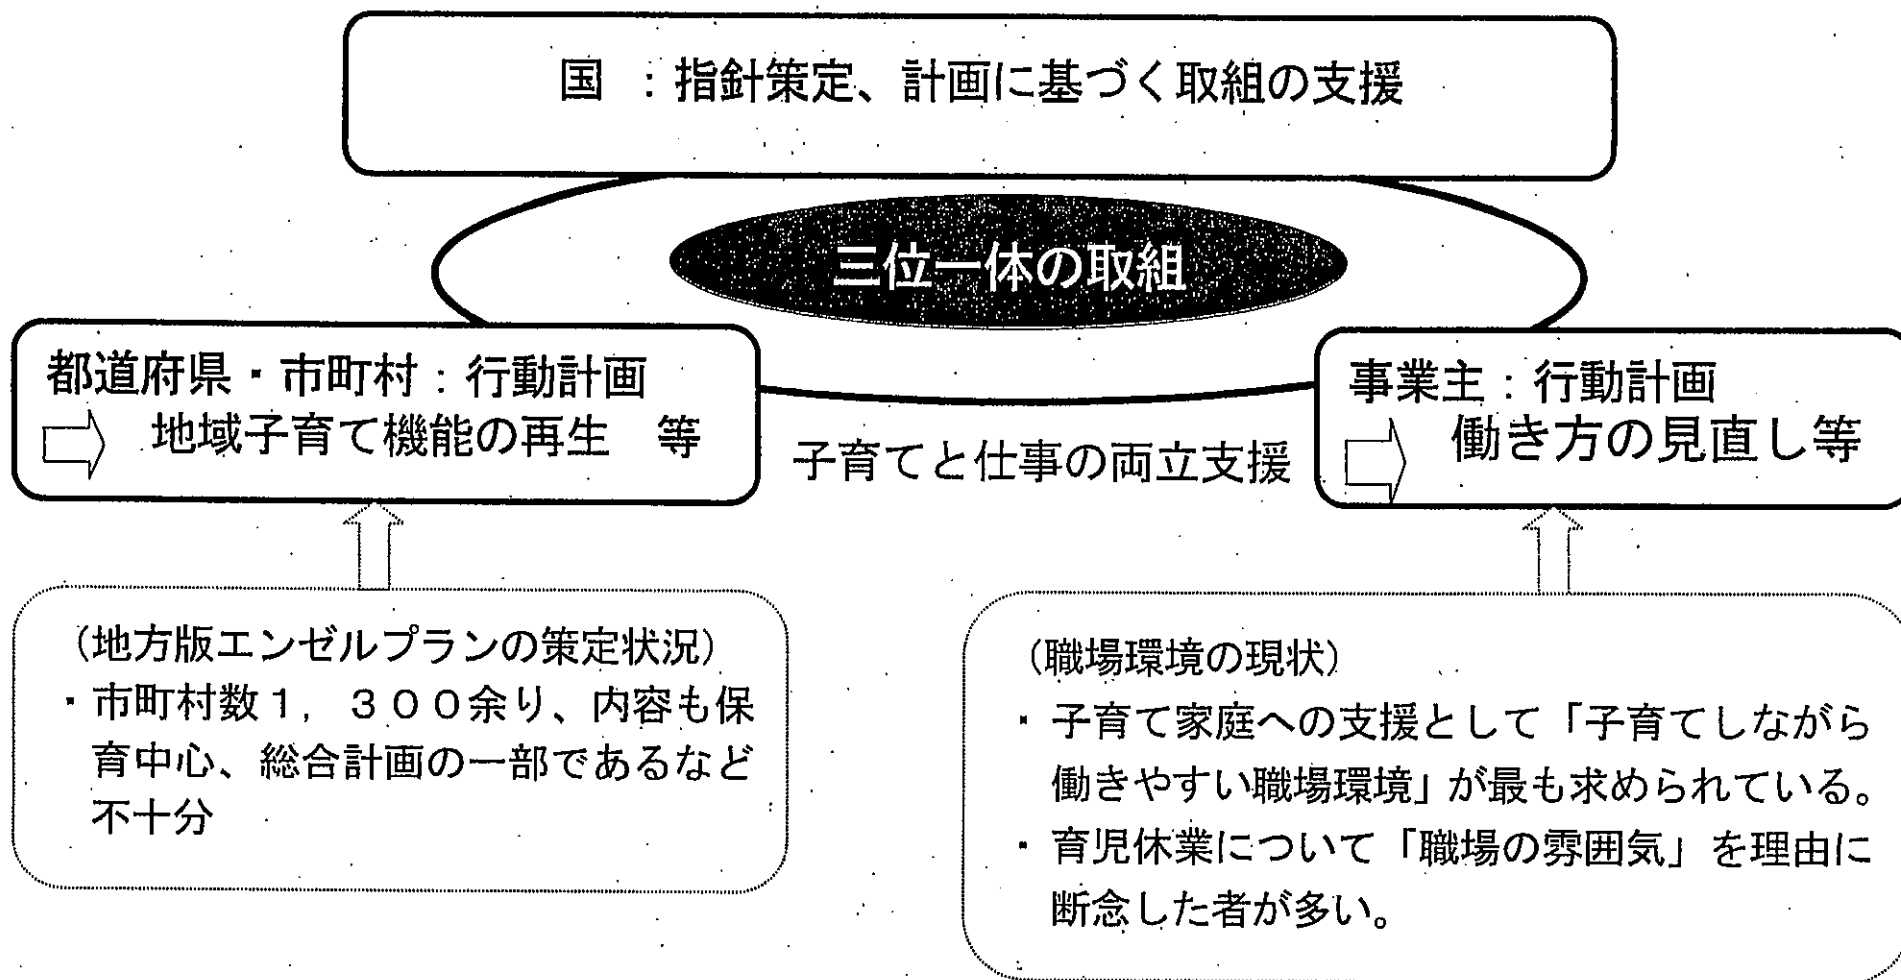 国 ：指針策定、計画に基づく取組の支援
三位一体の取組
都道府県・市町村：行動計画
地域子育て機能の再生 等
子育てと仕事の両立支援
事業主：行動計画
働き方の見直し等
（地方版エンゼルプランの策定状況）
・市町村数１，３００余り、内容も保
育中心、総合計画の一部であるなど
不十分
（職場環境の現状）
・子育て家庭への支援として「子育てしながら
働きやすい職場環境」が最も求められている。
・育児休業について「職場の雰囲気」を理由に
断念した者が多い。